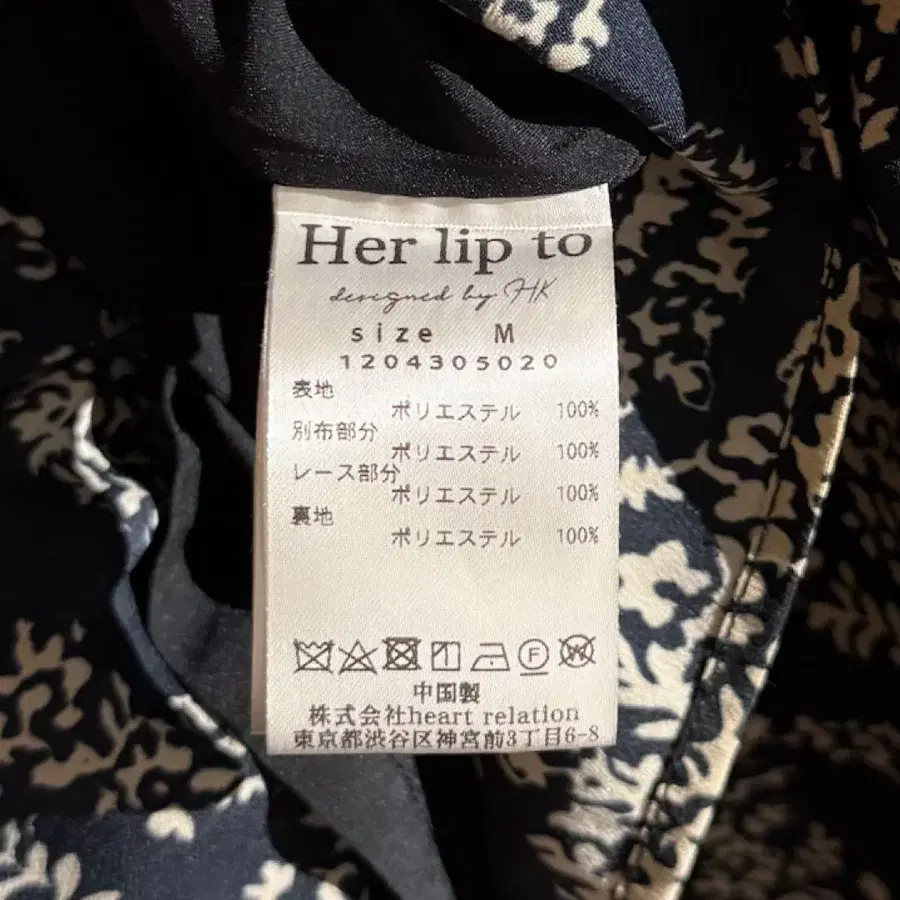 Her lip to
designed by HK
size M
1204305020
表地
ポリエステル 100%
別布部分
ポリエステル 100%
レース部分
ポリエステル 100%
裏地
ポリエステル 100%
F W
中国製
株式会社heart relation
東京都渋谷区神宮前3丁目6-8